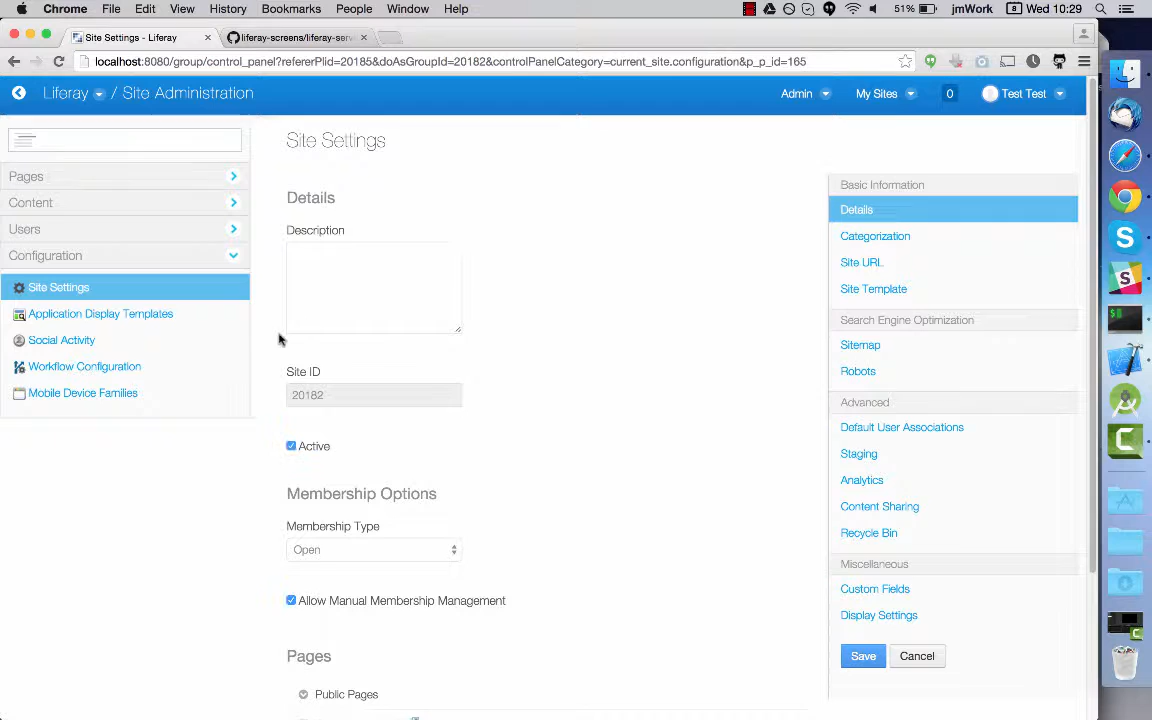 Chrome File Edit View History Bookmarks People Window Help 51% jmWork 8 Wed 10:29
Site Settings - Liferay
liferay-screens/liferay-ser
localhost:8080/group/control_panel?refererPlid=20185&doAsGroupId=20182&controlPanelCategory=current_site.configuration&p_p_id=165
Liferay / Site Administration
Admin My Sites 0 Test Test
Pages
Content
Users
Configuration
Site Settings
Application Display Templates
Social Activity
Workflow Configuration
Mobile Device Families
Site Settings
Details
Description
Site ID
20182
Active
Membership Options
Membership Type
Open
Allow Manual Membership Management
Pages
Public Pages
Basic Information
Details
Categorization
Site URL
Site Template
Search Engine Optimization
Sitemap
Robots
Advanced
Default User Associations
Staging
Analytics
Content Sharing
Recycle Bin
Miscellaneous
Custom Fields
Display Settings
Save Cancel